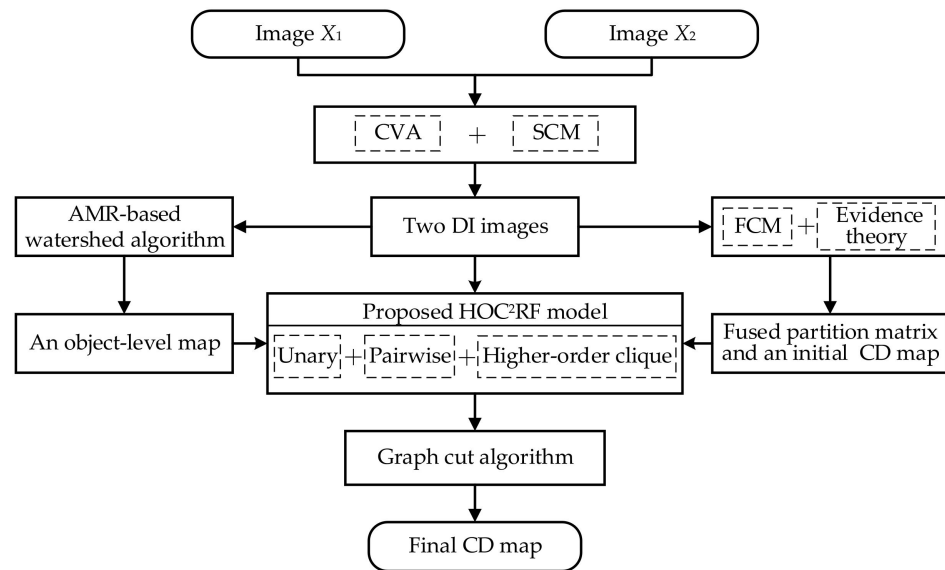 Image X1
Image X2
CVA + SCM
AMR-based
watershed algorithm
Two DI images
FCM + Evidence
theory
An object-level map
Proposed HOC²RF model
Unary + Pairwise + Higher-order clique
Fused partition matrix
and an initial CD map
Graph cut algorithm
Final CD map